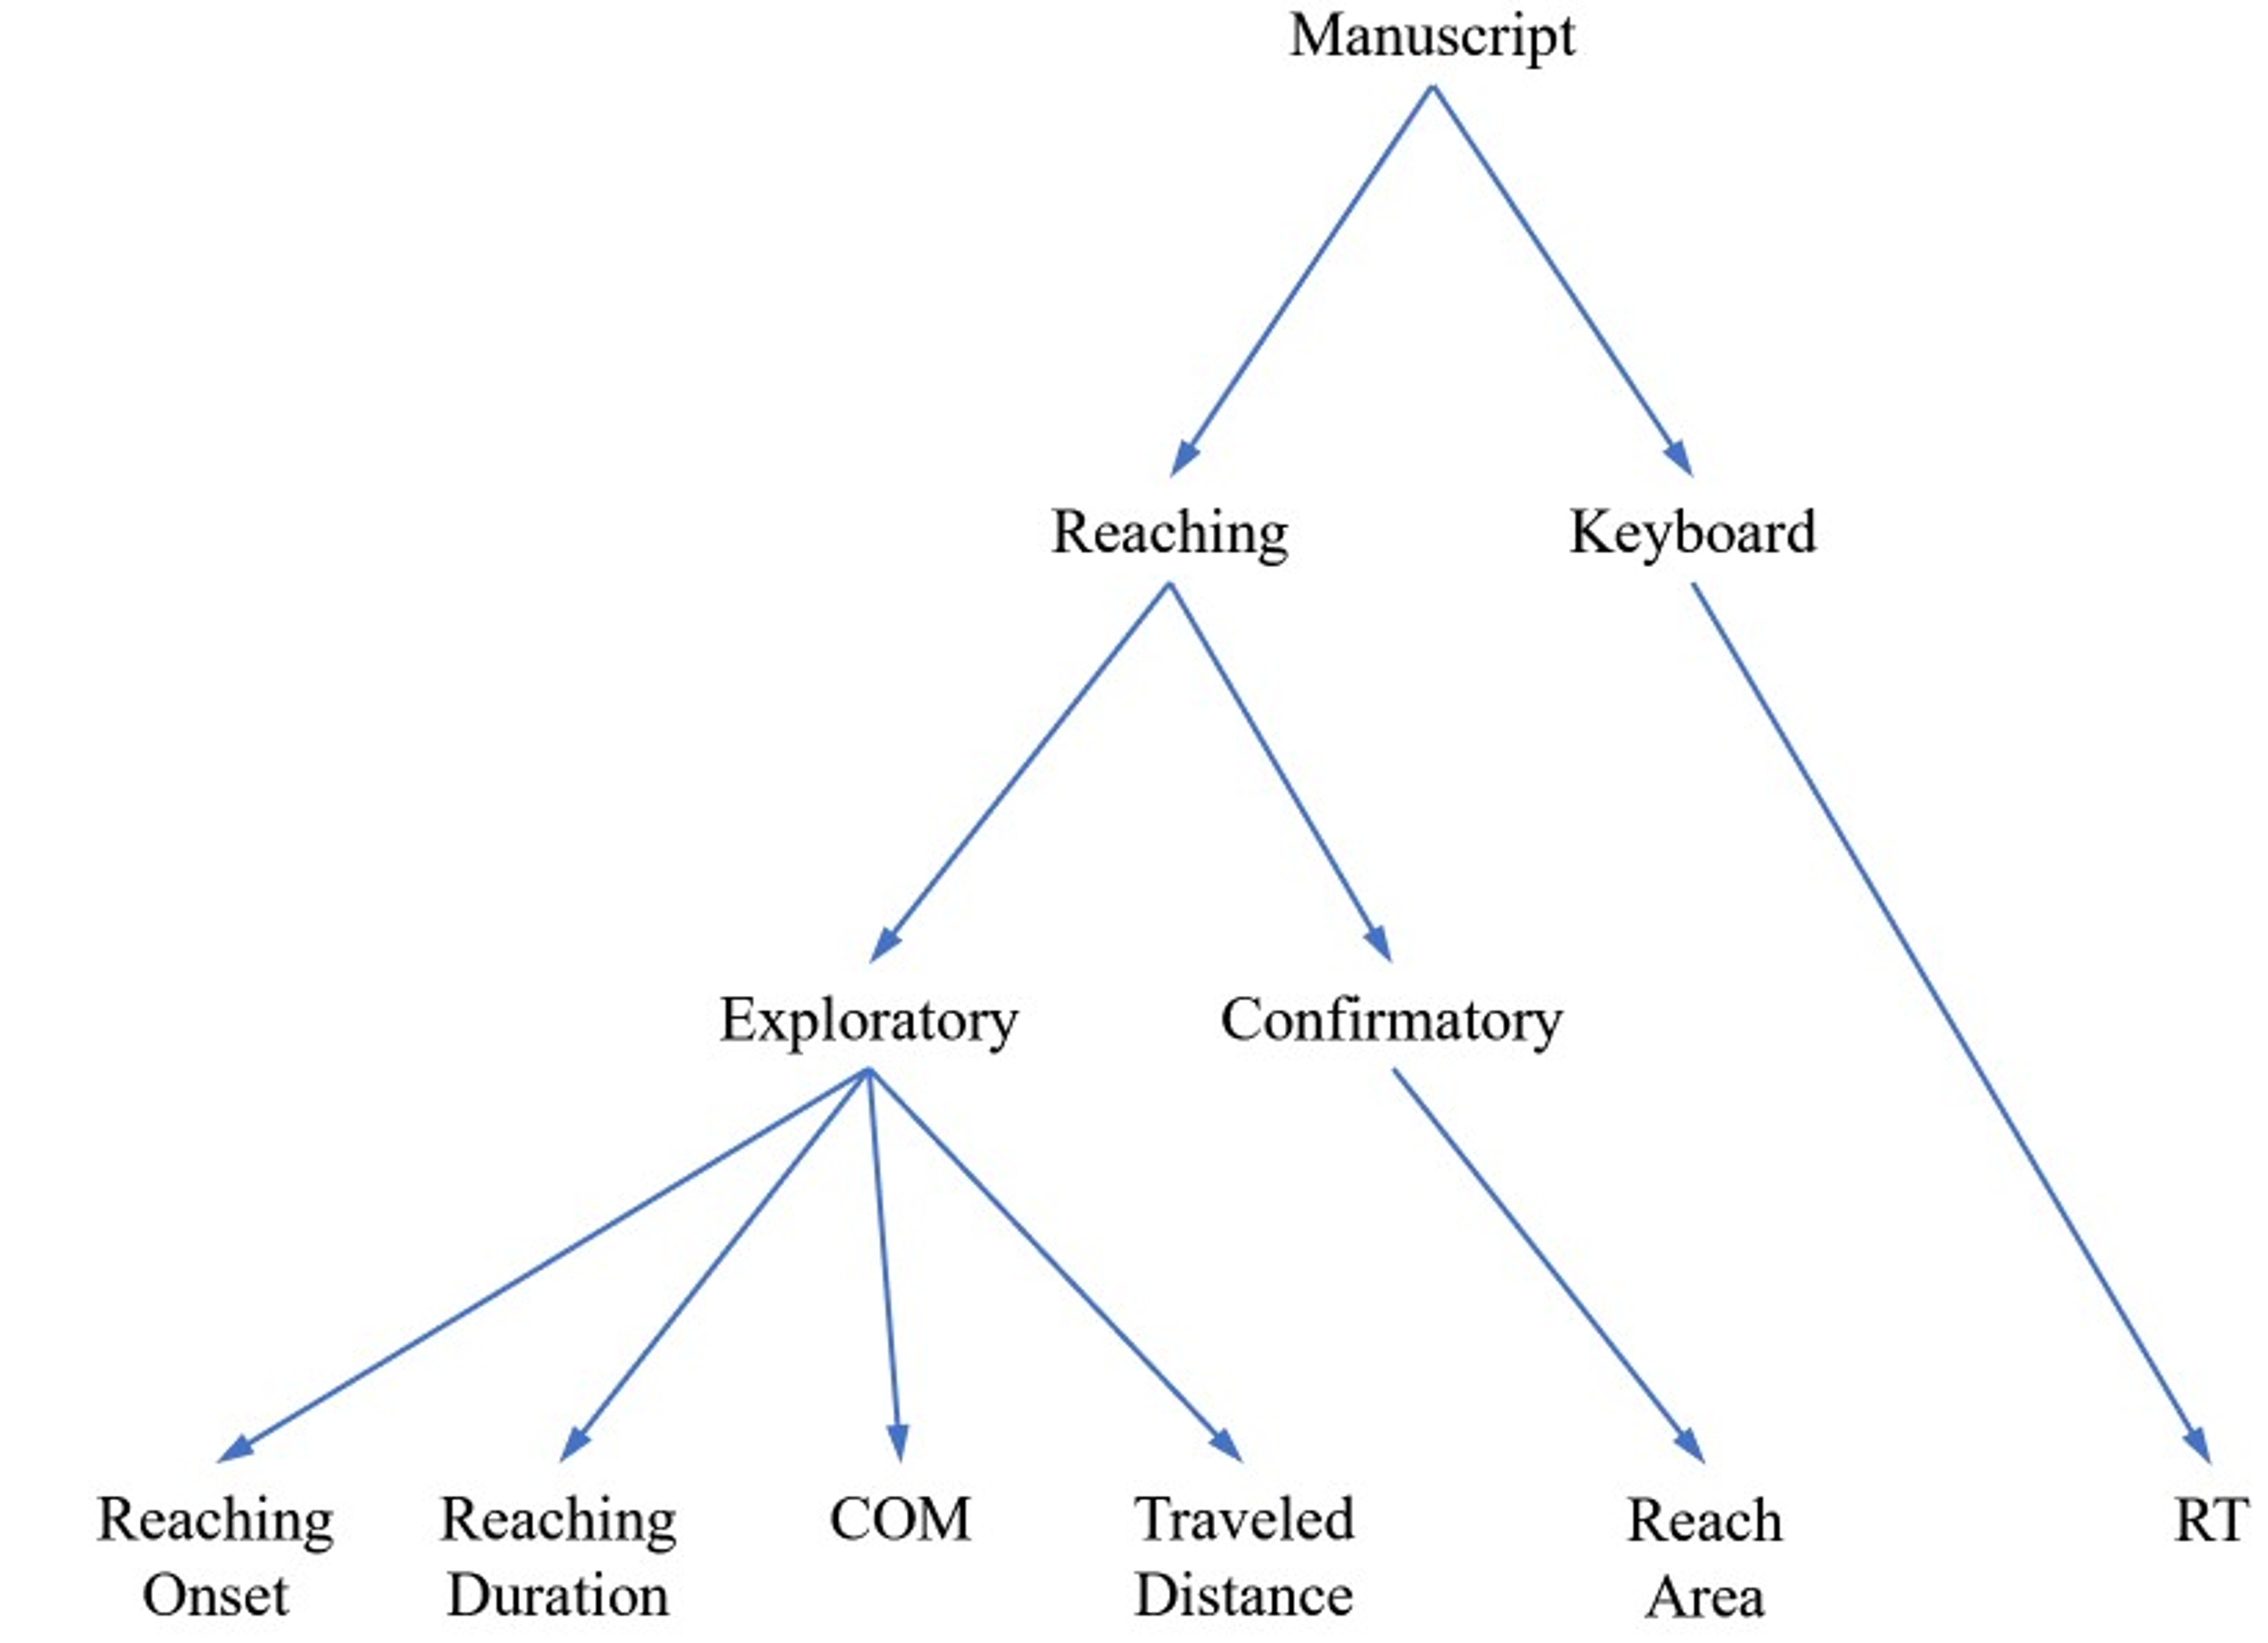 Manuscript
Reaching
Keyboard
Exploratory
Confirmatory
Reaching
Onset
Reaching
Duration
COM
Traveled
Distance
Reach
Area
RT